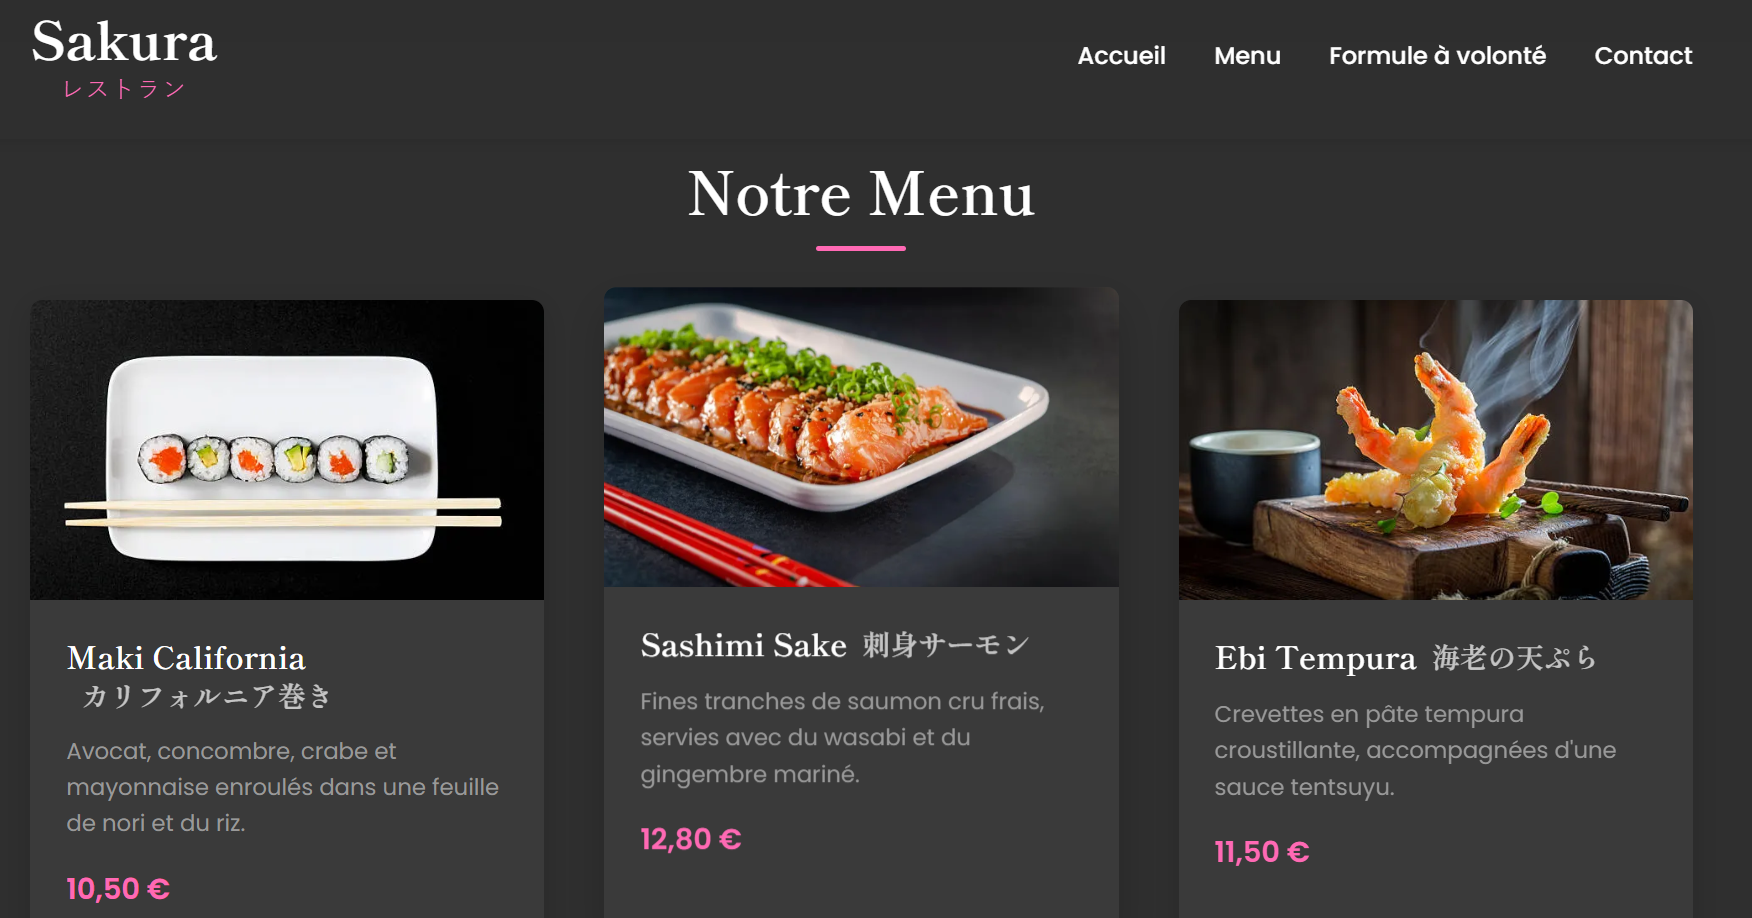 Sakura
レストラン
Accueil Menu Formule à volonté Contact
Notre Menu
Maki California
カリフォルニア巻き
Avocat, concombre, crabe et
mayonnaise enroulés dans une feuille
de nori et du riz.
10,50 €
Sashimi Sake 刺身サーモン
Fines tranches de saumon cru frais,
servies avec du wasabi et du
gingembre mariné.
12,80 €
Ebi Tempura 海老の天ぷら
Crevettes en pâte tempura
croustillante, accompagnées d'une
sauce tentsuyu.
11,50 €